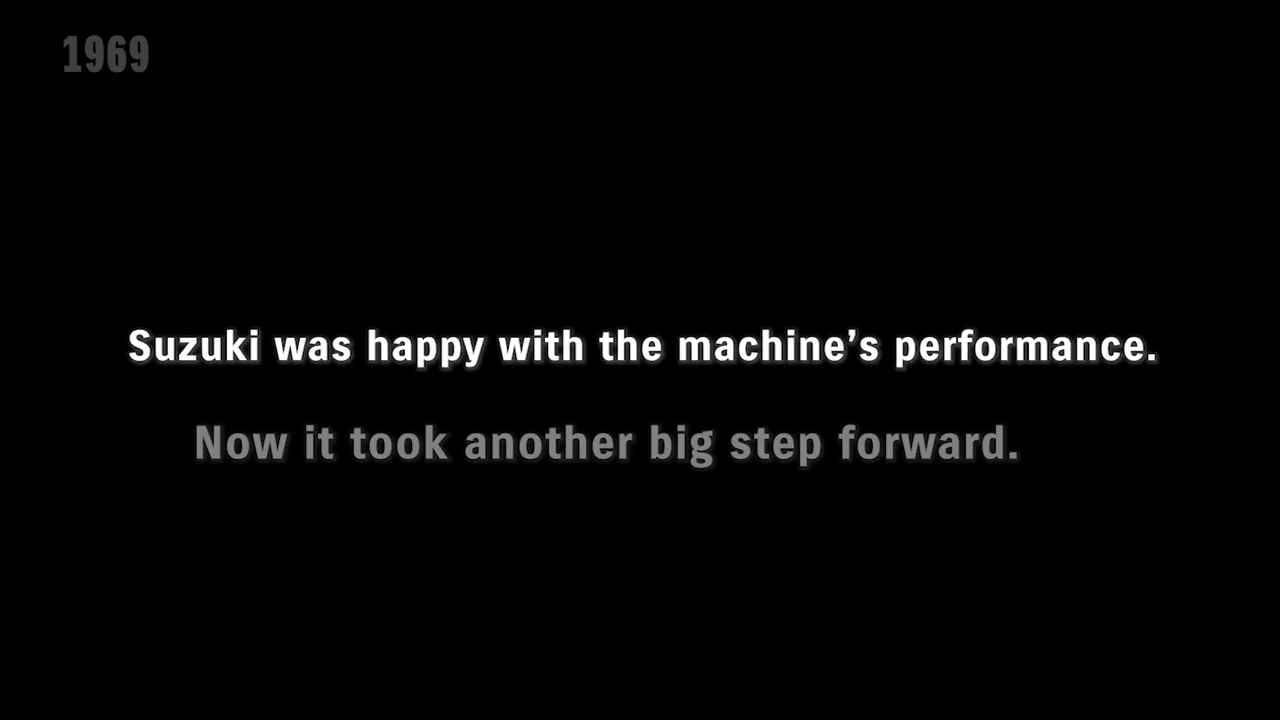 1969
Suzuki was happy with the machine’s performance.
Now it took another big step forward.